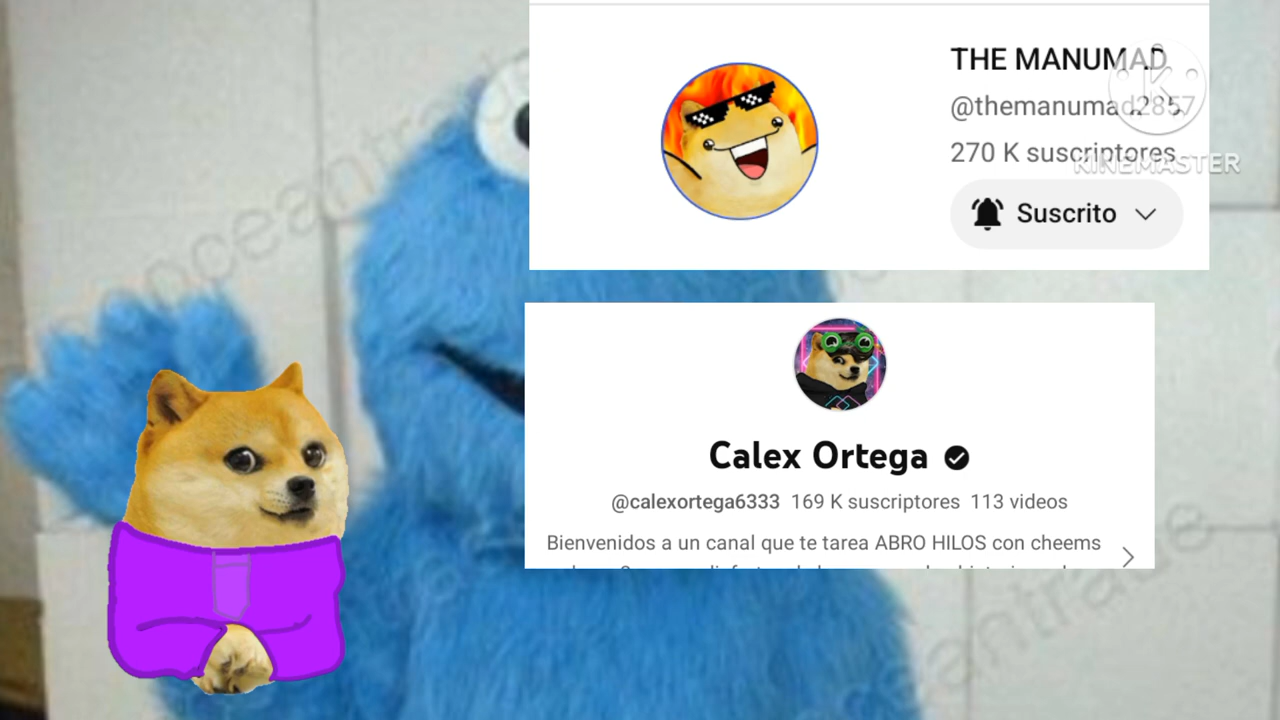 THE MANUMAD
@themanumad2857
270 K suscriptores
KINEMASTER
Suscrito
Calex Ortega
@calexortega6333 169 K suscriptores 113 videos
Bienvenidos a un canal que te tarea ABRO HILOS con cheems